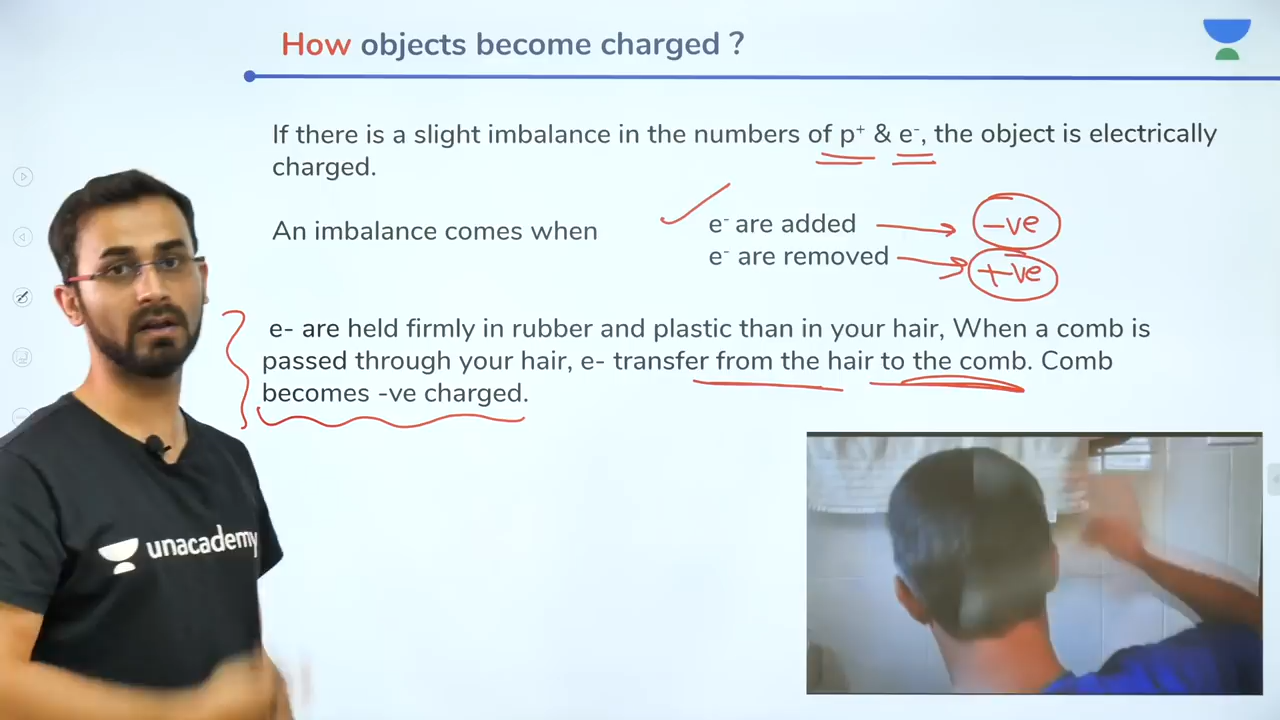 How objects become charged ?
If there is a slight imbalance in the numbers of p⁺ & e⁻, the object is electrically
charged.
An imbalance comes when
e⁻ are added
-ve
e⁻ are removed
+ve
e- are held firmly in rubber and plastic than in your hair, When a comb is
passed through your hair, e- transfer from the hair to the comb. Comb
becomes -ve charged.
unacademy